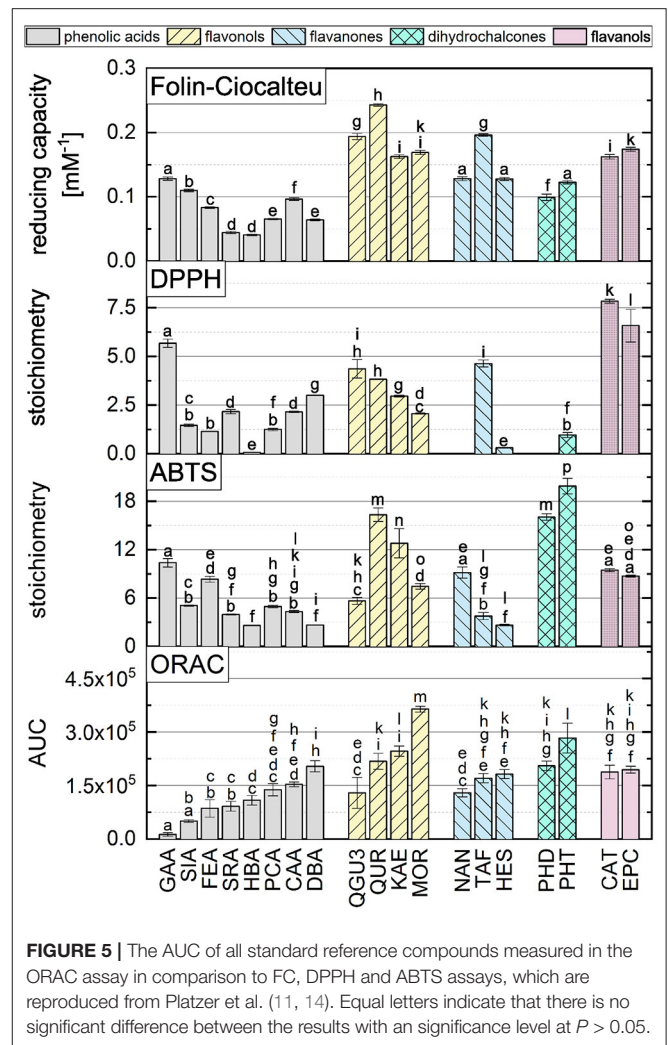 phenolic acids flavonols flavanones dihydrochalcones flavanols
Folin-Ciocalteu
reducing capacity
[mM⁻¹]
0.3
0.2
0.1
0.0
a b c d d e f e
g h i k i
a g a
f a
i k
DPPH
stoichiometry
7.5
5.0
2.5
0.0
a c b b d e f b d g
i h h g d c
i e
f b
k l
ABTS
stoichiometry
18
12
6
0
a c b e d g f b f h g b l k i g b i f
k h c m n o d
e a l g f b l f
m p
e a o e d a
ORAC
AUC
4.5x10⁵
3.0x10⁵
1.5x10⁵
0.0
a b a c b c b d c g f e d c h f e d i h
e d c k i l i m
e d c k h g f e k h f e
k i h g l
k h g f k i h g f
GAA SIA FEA SRA HBA PCA CAA DBA QGU3 QUR KAE MOR NAN TAF HES PHD PHT CAT EPC
FIGURE 5 | The AUC of all standard reference compounds measured in the
ORAC assay in comparison to FC, DPPH and ABTS assays, which are
reproduced from Platzer et al. (11, 14). Equal letters indicate that there is no
significant difference between the results with an significance level at P > 0.05.